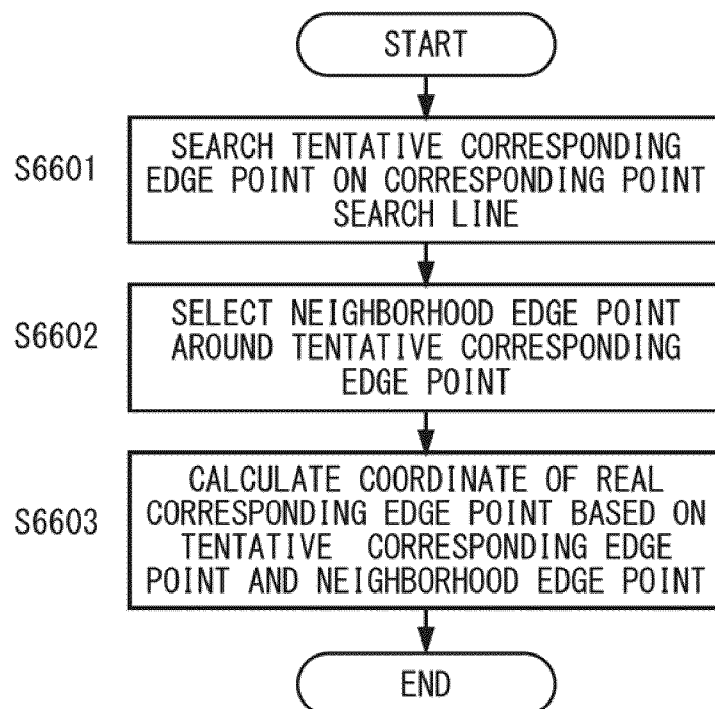 START
S6601
SEARCH TENTATIVE CORRESPONDING
EDGE POINT ON CORRESPONDING POINT
SEARCH LINE
S6602
SELECT NEIGHBORHOOD EDGE POINT
AROUND TENTATIVE CORRESPONDING
EDGE POINT
S6603
CALCULATE COORDINATE OF REAL
CORRESPONDING EDGE POINT BASED ON
TENTATIVE CORRESPONDING EDGE
POINT AND NEIGHBORHOOD EDGE POINT
END